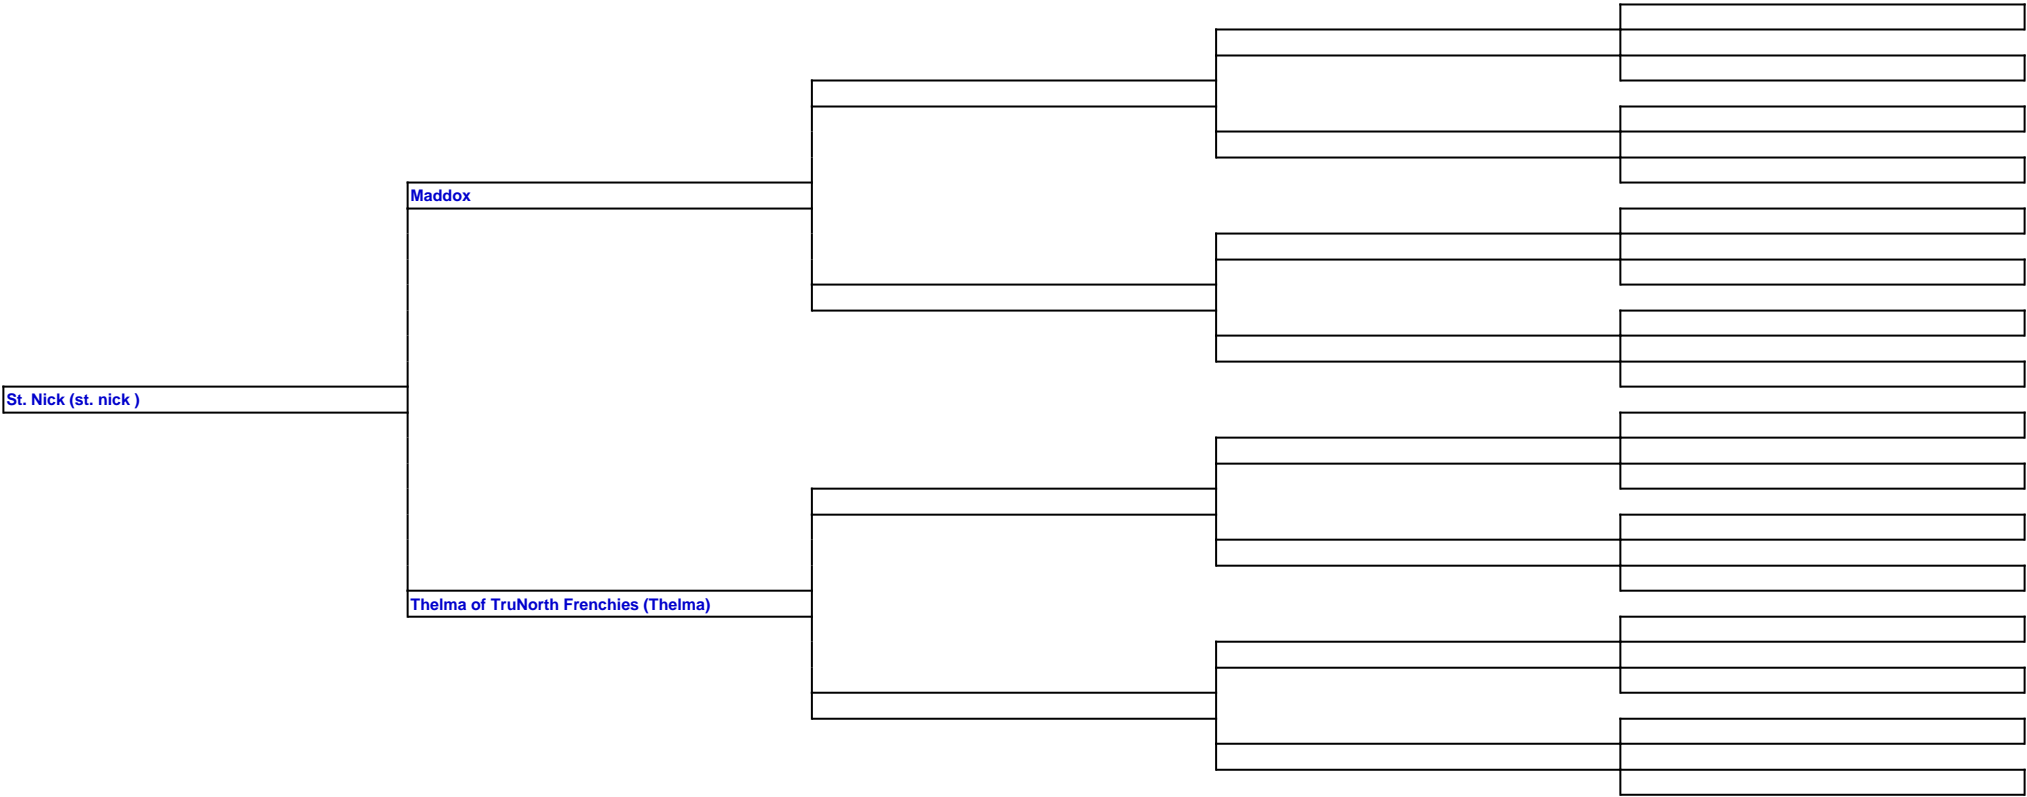 Maddox
St. Nick (st. nick )
Thelma of TruNorth Frenchies (Thelma)